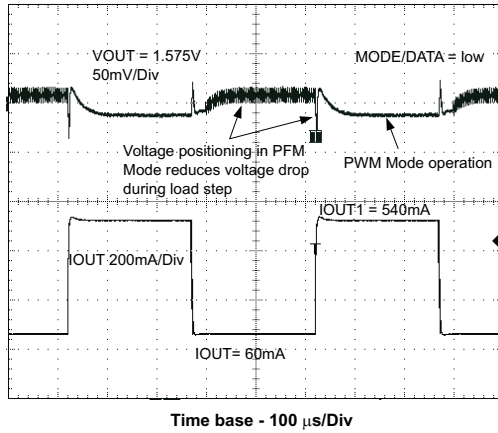 VOUT = 1.575V
50mV/Div
MODE/DATA = low
Voltage positioning in PFM
Mode reduces voltage drop
during load step
PWM Mode operation
IOUT1 = 540mA
IOUT 200mA/Div
IOUT= 60mA
Time base - 100 μs/Div